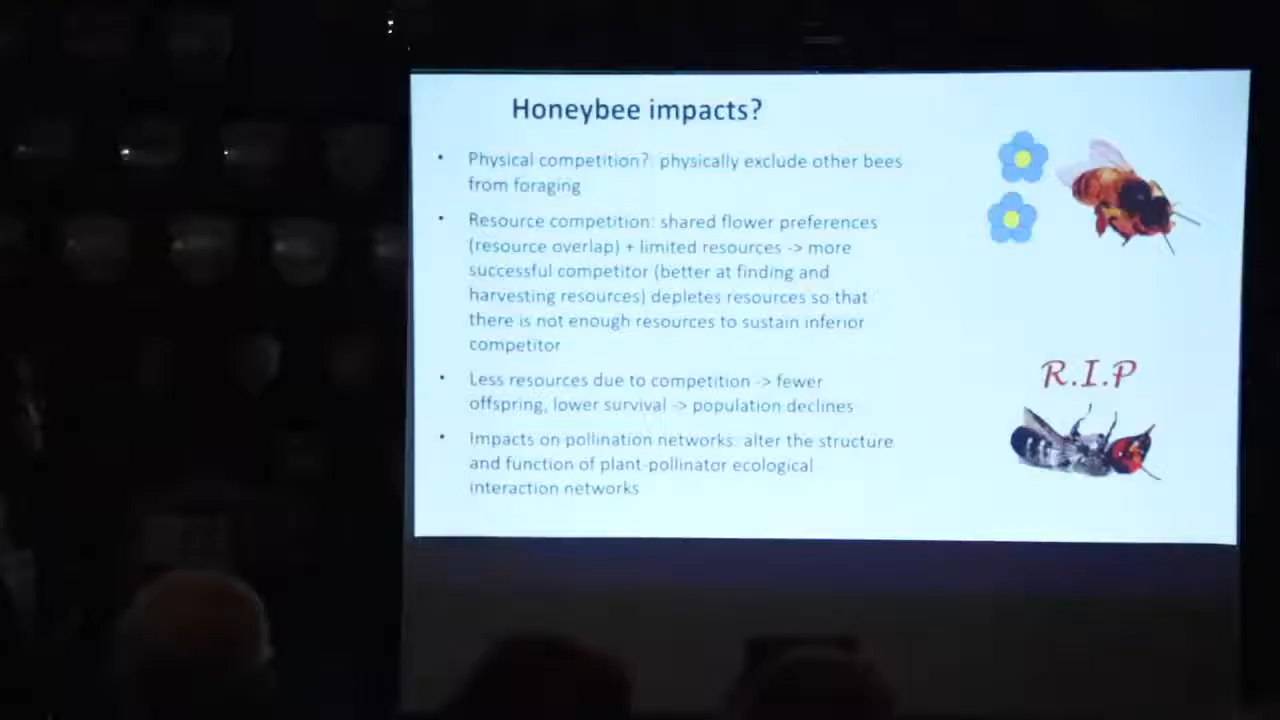 Honeybee impacts?
• Physical competition?: physically exclude other bees
from foraging
• Resource competition: shared flower preferences
(resource overlap) + limited resources -> more
successful competitor (better at finding and
harvesting resources) depletes resources so that
there is not enough resources to sustain inferior
competitor
• Less resources due to competition -> fewer
offspring, lower survival -> population declines
• Impacts on pollination networks: alter the structure
and function of plant-pollinator ecological
interaction networks
R.I.P